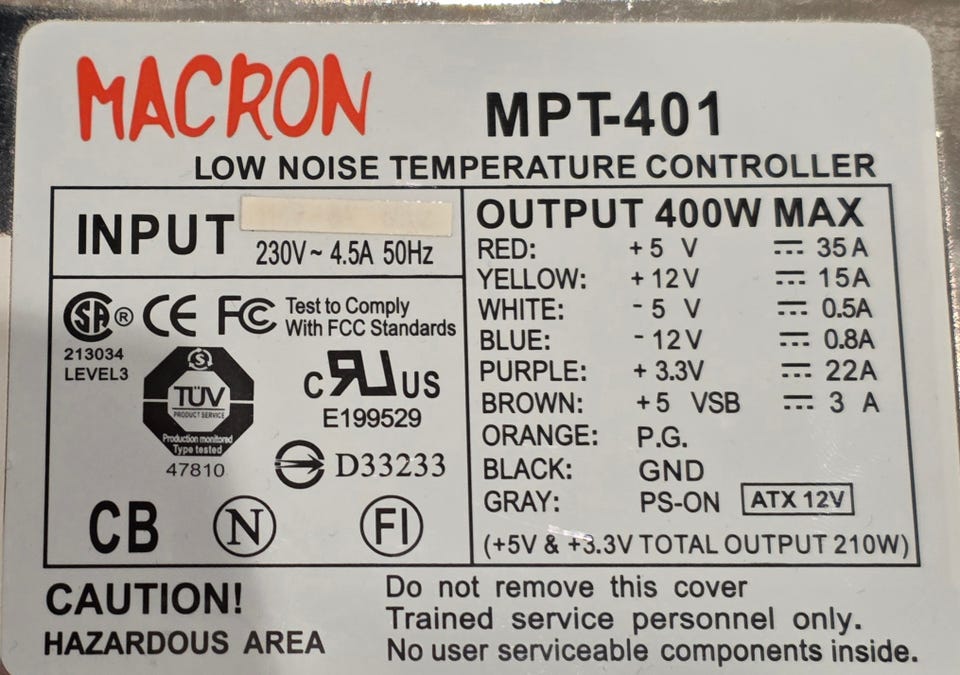 MACRON
MPT-401
LOW NOISE TEMPERATURE CONTROLLER
INPUT
230V~ 4.5A 50Hz
SA ®
213034
LEVEL3
CE
FC
Test to Comply
With FCC Standards
TÜV
PRODUCT SERVICE
Production monitored
Type tested
47810
c RU US
E199529
D33233
CB
N
FI
OUTPUT 400W MAX
RED: +5 V ⎓ 35A
YELLOW: +12V ⎓ 15A
WHITE: -5 V ⎓ 0.5A
BLUE: -12V ⎓ 0.8A
PURPLE: +3.3V ⎓ 22A
BROWN: +5 VSB ⎓ 3 A
ORANGE: P.G.
BLACK: GND
GRAY: PS-ON ATX 12V
(+5V & +3.3V TOTAL OUTPUT 210W)
CAUTION!
HAZARDOUS AREA
Do not remove this cover
Trained service personnel only.
No user serviceable components inside.